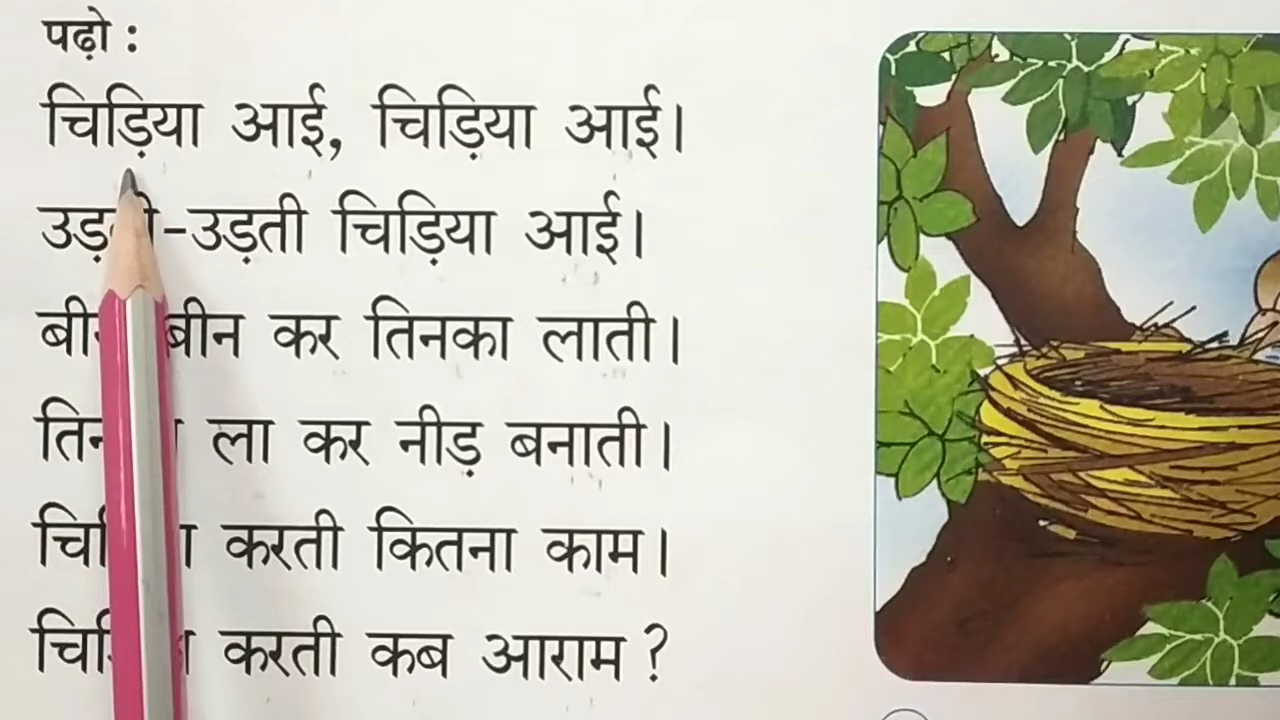 पढ़ो :
चिड़िया आई, चिड़िया आई।
-उड़ती चिड़िया आई।
बीन कर तिनका लाती।
ला कर नीड़ बनाती।
करती कितना काम।
करती कब आराम ?